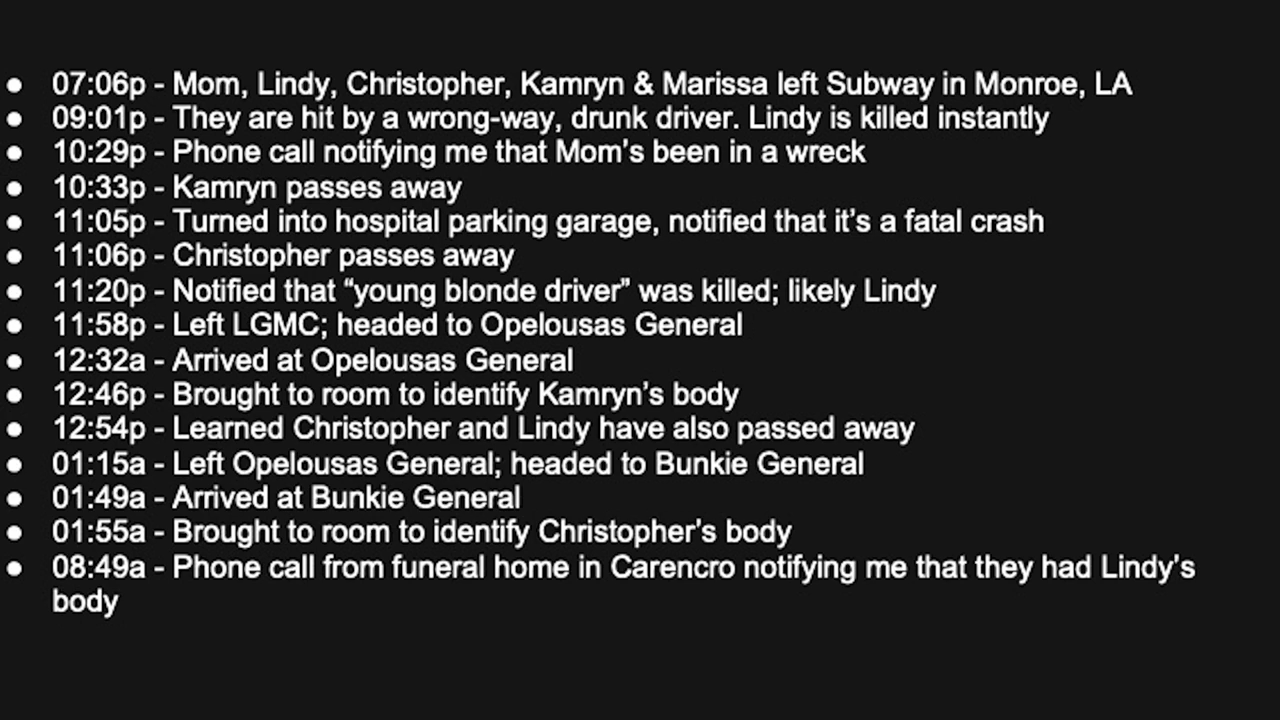 ● 07:06p - Mom, Lindy, Christopher, Kamryn & Marissa left Subway in Monroe, LA
● 09:01p - They are hit by a wrong-way, drunk driver. Lindy is killed instantly
● 10:29p - Phone call notifying me that Mom’s been in a wreck
● 10:33p - Kamryn passes away
● 11:05p - Turned into hospital parking garage, notified that it’s a fatal crash
● 11:06p - Christopher passes away
● 11:20p - Notified that “young blonde driver” was killed; likely Lindy
● 11:58p - Left LGMC; headed to Opelousas General
● 12:32a - Arrived at Opelousas General
● 12:46p - Brought to room to identify Kamryn’s body
● 12:54p - Learned Christopher and Lindy have also passed away
● 01:15a - Left Opelousas General; headed to Bunkie General
● 01:49a - Arrived at Bunkie General
● 01:55a - Brought to room to identify Christopher's body
● 08:49a - Phone call from funeral home in Carencro notifying me that they had Lindy's
body